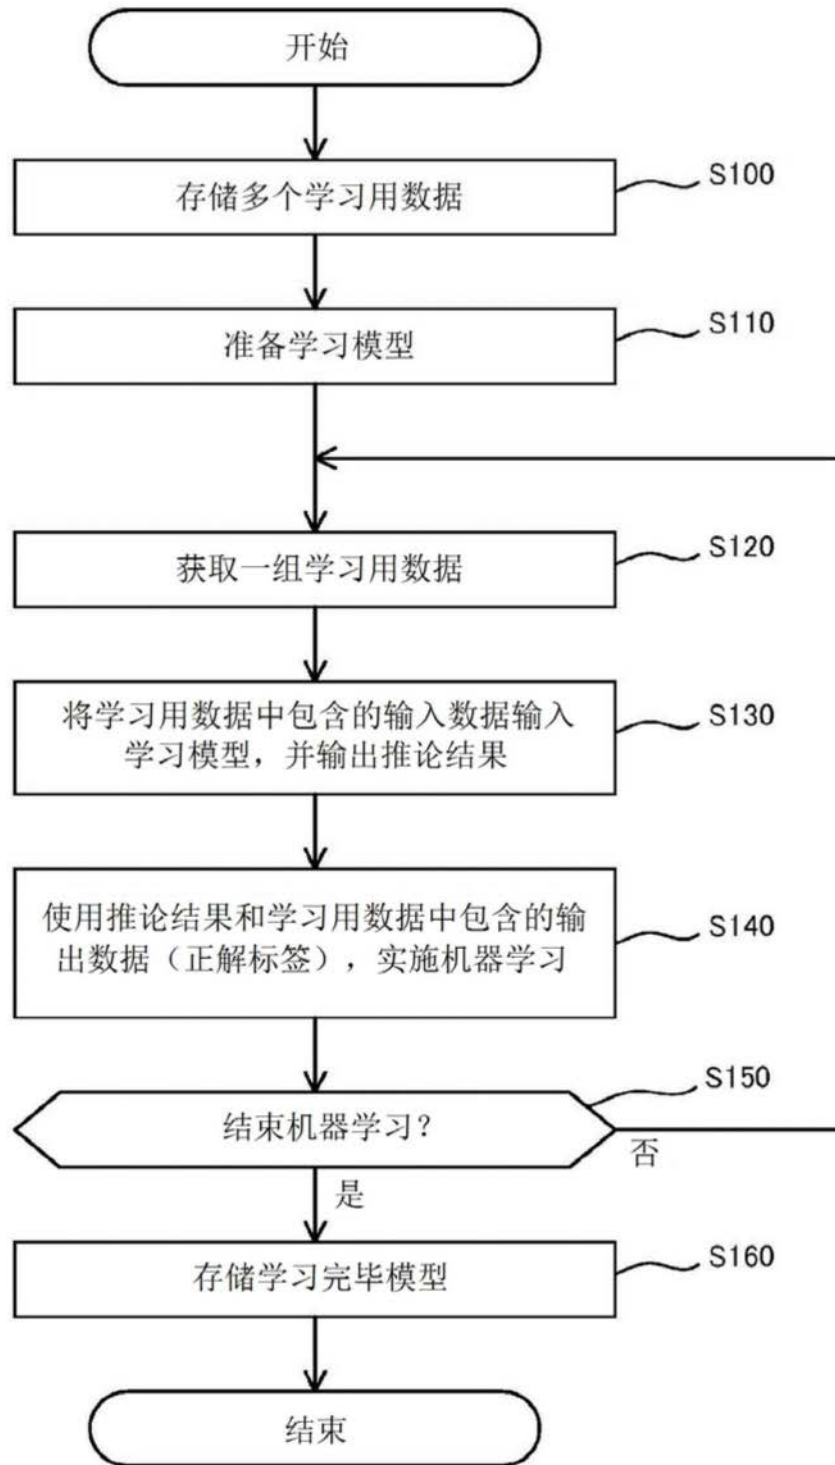 开始
存储多个学习用数据
S100
准备学习模型
S110
获取一组学习用数据
S120
将学习用数据中包含的输入数据输入
学习模型，并输出推论结果
S130
使用推论结果和学习用数据中包含的输
出数据（正解标签），实施机器学习
S140
结束机器学习？
S150
否
是
存储学习完毕模型
S160
结束